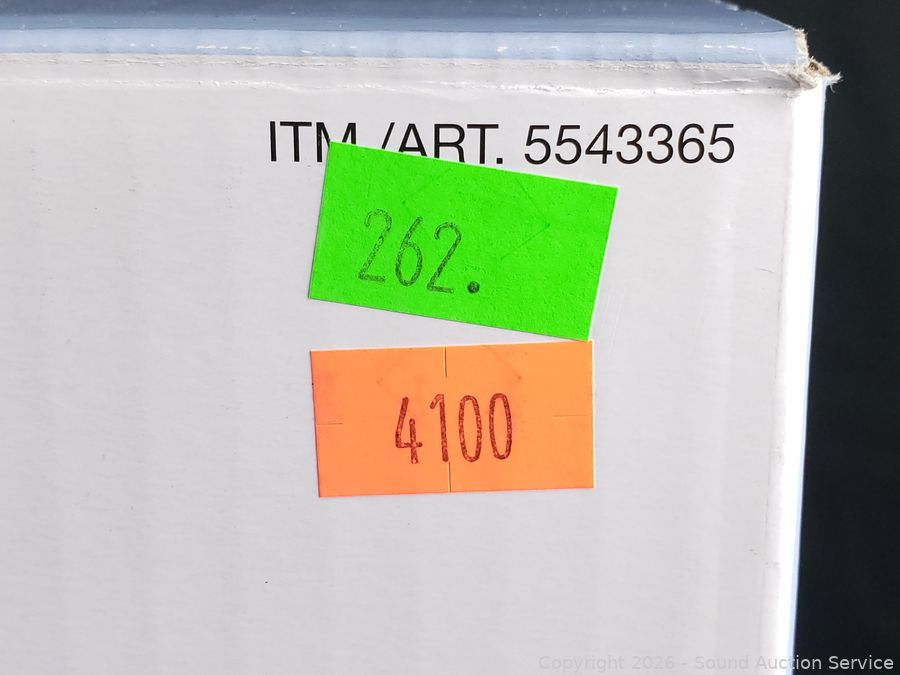 ITM./ART. 5543365
262.
4100
Copyright 2026 - Sound Auction Service